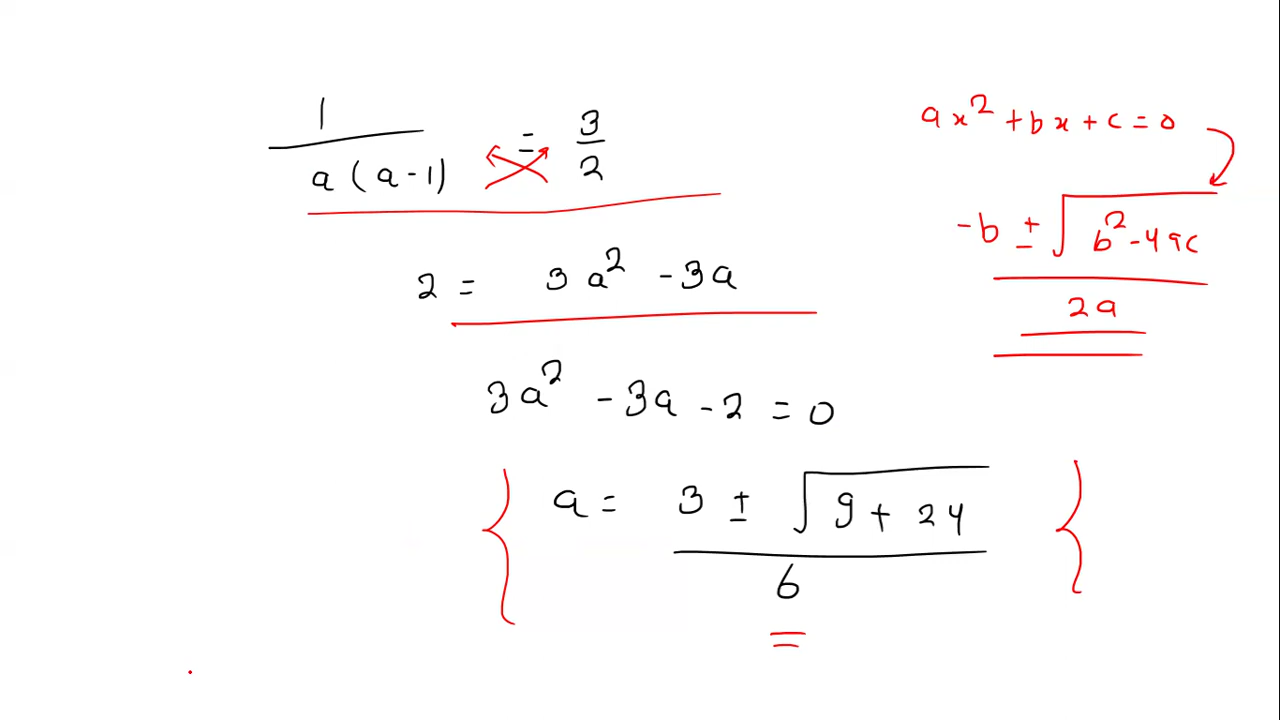 1/(a(a-1)) = 3/2
2 = 3a² -3a
3a² -3a -2 = 0
a = (3 ± √(9+24))/6
ax² + bx + c = 0
(-b ± √(b²-4ac))/(2a)